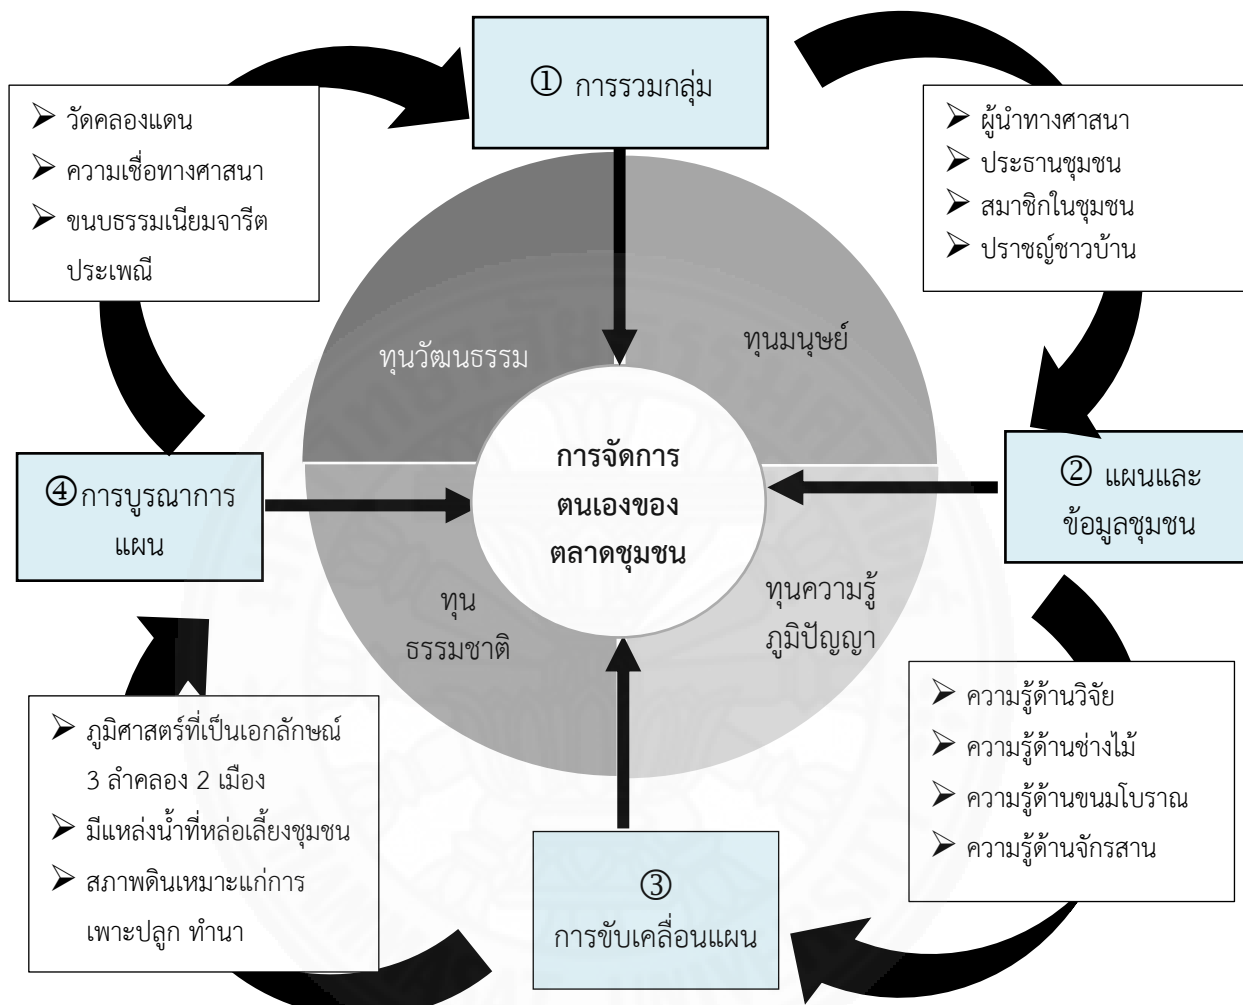 ① การรวมกลุ่ม
➢ วัดคลองแดน
➢ ความเชื่อทางศาสนา
➢ ขนบธรรมเนียมจารีต
ประเพณี
➢ ผู้นำทางศาสนา
➢ ประธานชุมชน
➢ สมาชิกในชุมชน
➢ ปราชญ์ชาวบ้าน
ทุนวัฒนธรรม
ทุนมนุษย์
การจัดการ
ตนเองของ
ตลาดชุมชน
④การบูรณาการ
แผน
② แผนและ
ข้อมูลชุมชน
ทุน
ธรรมชาติ
ทุนความรู้
ภูมิปัญญา
➢ ภูมิศาสตร์ที่เป็นเอกลักษณ์
3 ลำคลอง 2 เมือง
➢ มีแหล่งน้ำที่หล่อเลี้ยงชุมชน
➢ สภาพดินเหมาะแก่การ
เพาะปลูก ทำนา
➢ ความรู้ด้านวิจัย
➢ ความรู้ด้านช่างไม้
➢ ความรู้ด้านขนมโบราณ
➢ ความรู้ด้านจักรสาน
③
การขับเคลื่อนแผน